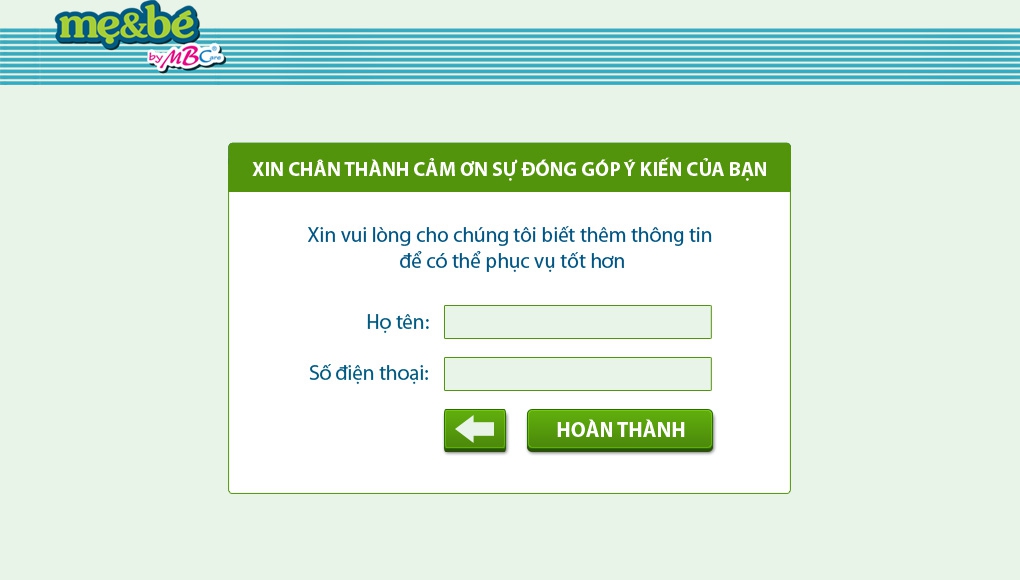 mẹ&bé
by MBCare
XIN CHÂN THÀNH CẢM ƠN SỰ ĐÓNG GÓP Ý KIẾN CỦA BẠN
Xin vui lòng cho chúng tôi biết thêm thông tin
để có thể phục vụ tốt hơn
Họ tên:
Số điện thoại:
HOÀN THÀNH